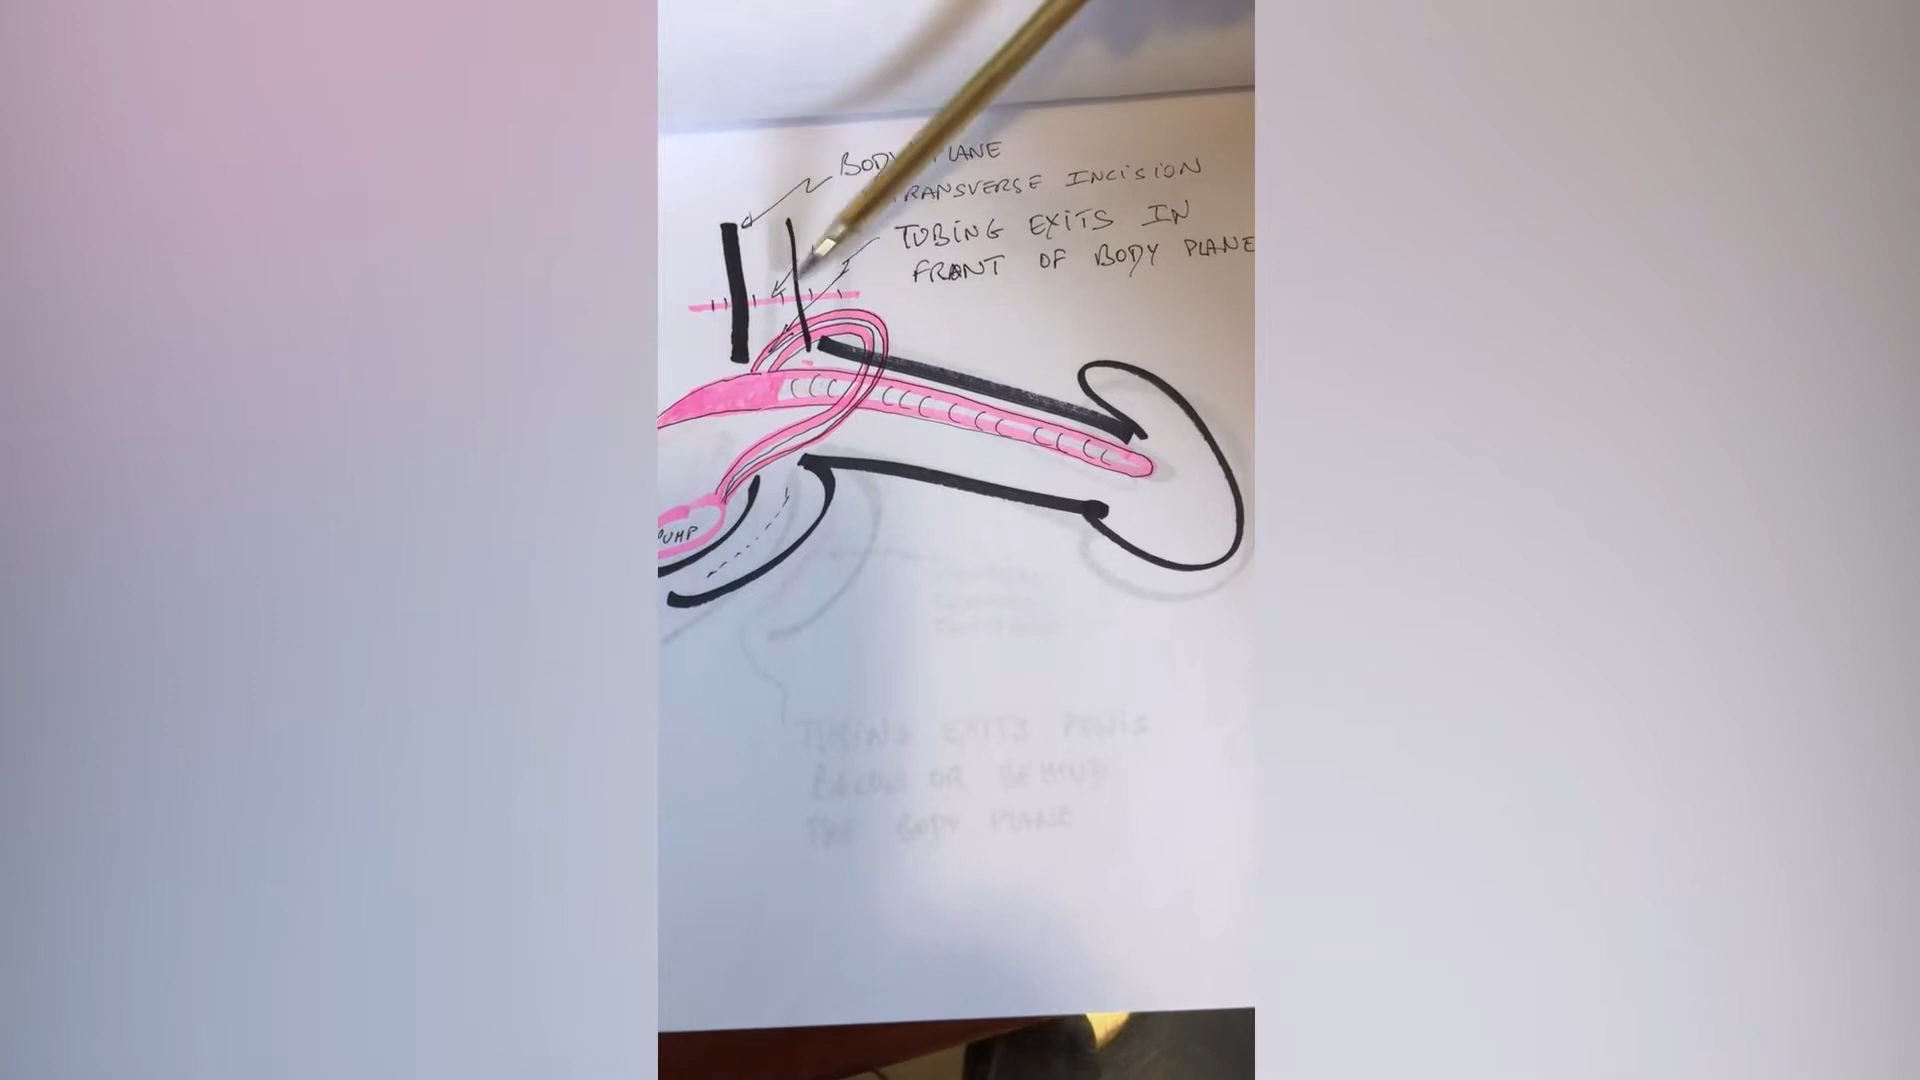 BODY PLANE
TRANSVERSE INCISION
TUBING EXITS IN
FRONT OF BODY PLANE
PUMP
TUBING EXITS PENIS
BELOW OR BEHIND
THE BODY PLANE